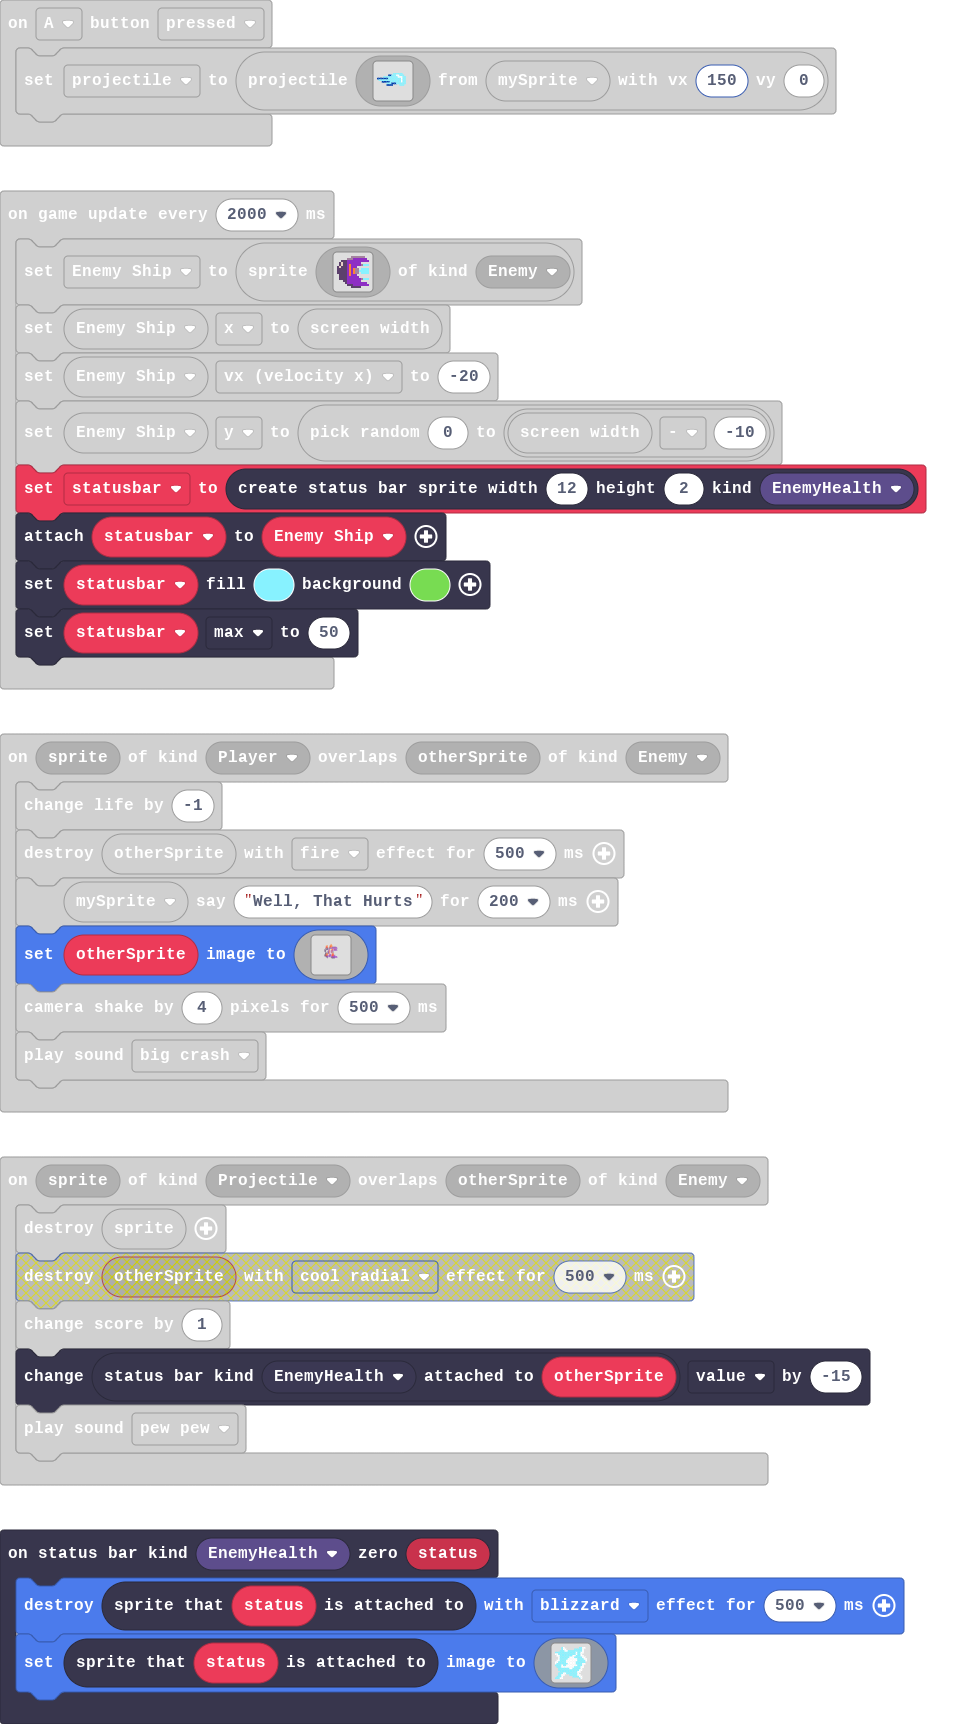 on A button pressed
set projectile to projectile from mySprite with vx 150 vy 0
on game update every 2000 ms
set Enemy Ship to sprite of kind Enemy
set Enemy Ship x to screen width
set Enemy Ship vx (velocity x) to -20
set Enemy Ship y to pick random 0 to screen width - -10
set statusbar to create status bar sprite width 12 height 2 kind EnemyHealth
attach statusbar to Enemy Ship
set statusbar fill background
set statusbar max to 50
on sprite of kind Player overlaps otherSprite of kind Enemy
change life by -1
destroy otherSprite with fire effect for 500 ms
mySprite say "Well, That Hurts" for 200 ms
set otherSprite image to
camera shake by 4 pixels for 500 ms
play sound big crash
on sprite of kind Projectile overlaps otherSprite of kind Enemy
destroy sprite
destroy otherSprite with cool radial effect for 500 ms
change score by 1
change status bar kind EnemyHealth attached to otherSprite value by -15
play sound pew pew
on status bar kind EnemyHealth zero status
destroy sprite that status is attached to with blizzard effect for 500 ms
set sprite that status is attached to image to